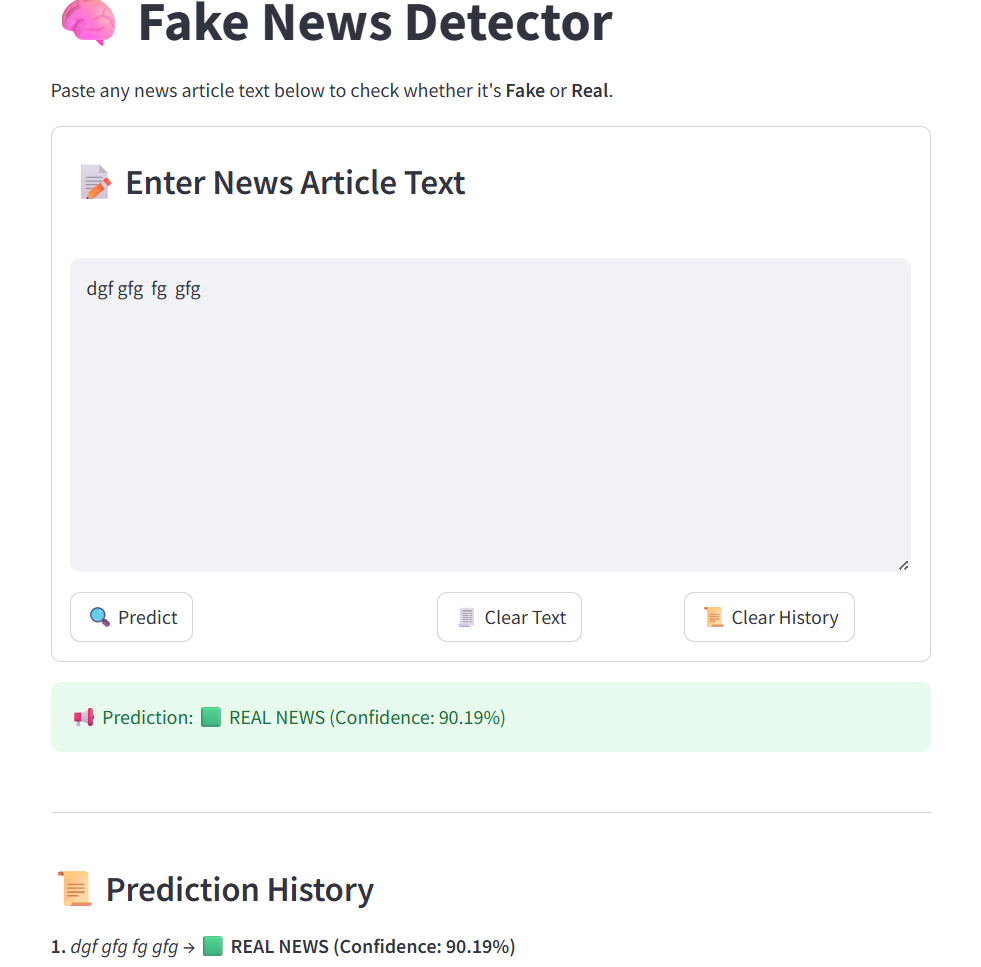 Fake News Detector
Paste any news article text below to check whether it's Fake or Real.
Enter News Article Text
dgf gfg  fg  gfg
Predict
Clear Text
Clear History
Prediction: REAL NEWS (Confidence: 90.19%)
Prediction History
1. dgf gfg fg gfg → REAL NEWS (Confidence: 90.19%)